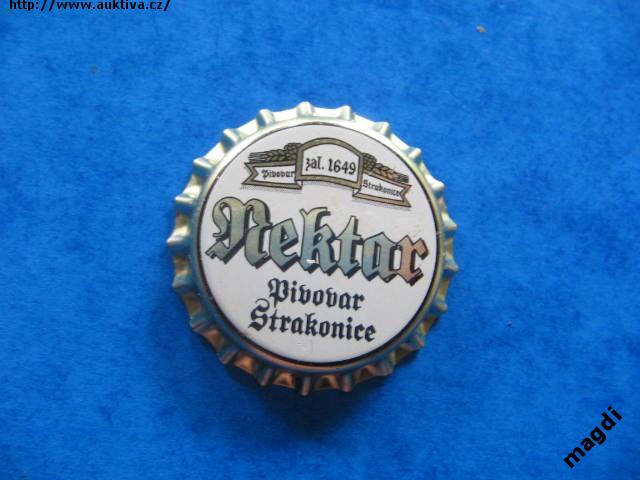 http://www.auktiva.cz/
zal. 1649
Pivovar Strakonice
Nektar
Pivovar
Strakonice
magdi